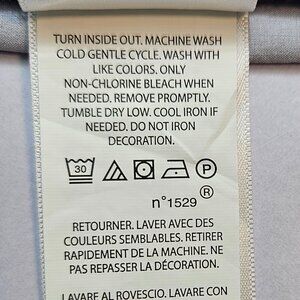 TURN INSIDE OUT. MACHINE WASH
COLD GENTLE CYCLE. WASH WITH
LIKE COLORS. ONLY
NON-CHLORINE BLEACH WHEN
NEEDED. REMOVE PROMPTLY.
TUMBLE DRY LOW. COOL IRON IF
NEEDED. DO NOT IRON
DECORATION.
30 P
®
n°1529
RETOURNER. LAVER AVEC DES
COULEURS SEMBLABLES. RETIRER
RAPIDEMENT DE LA MACHINE. NE
PAS REPASSER LA DÉCORATION.
LAVARE AL ROVESCIO. LAVARE CON